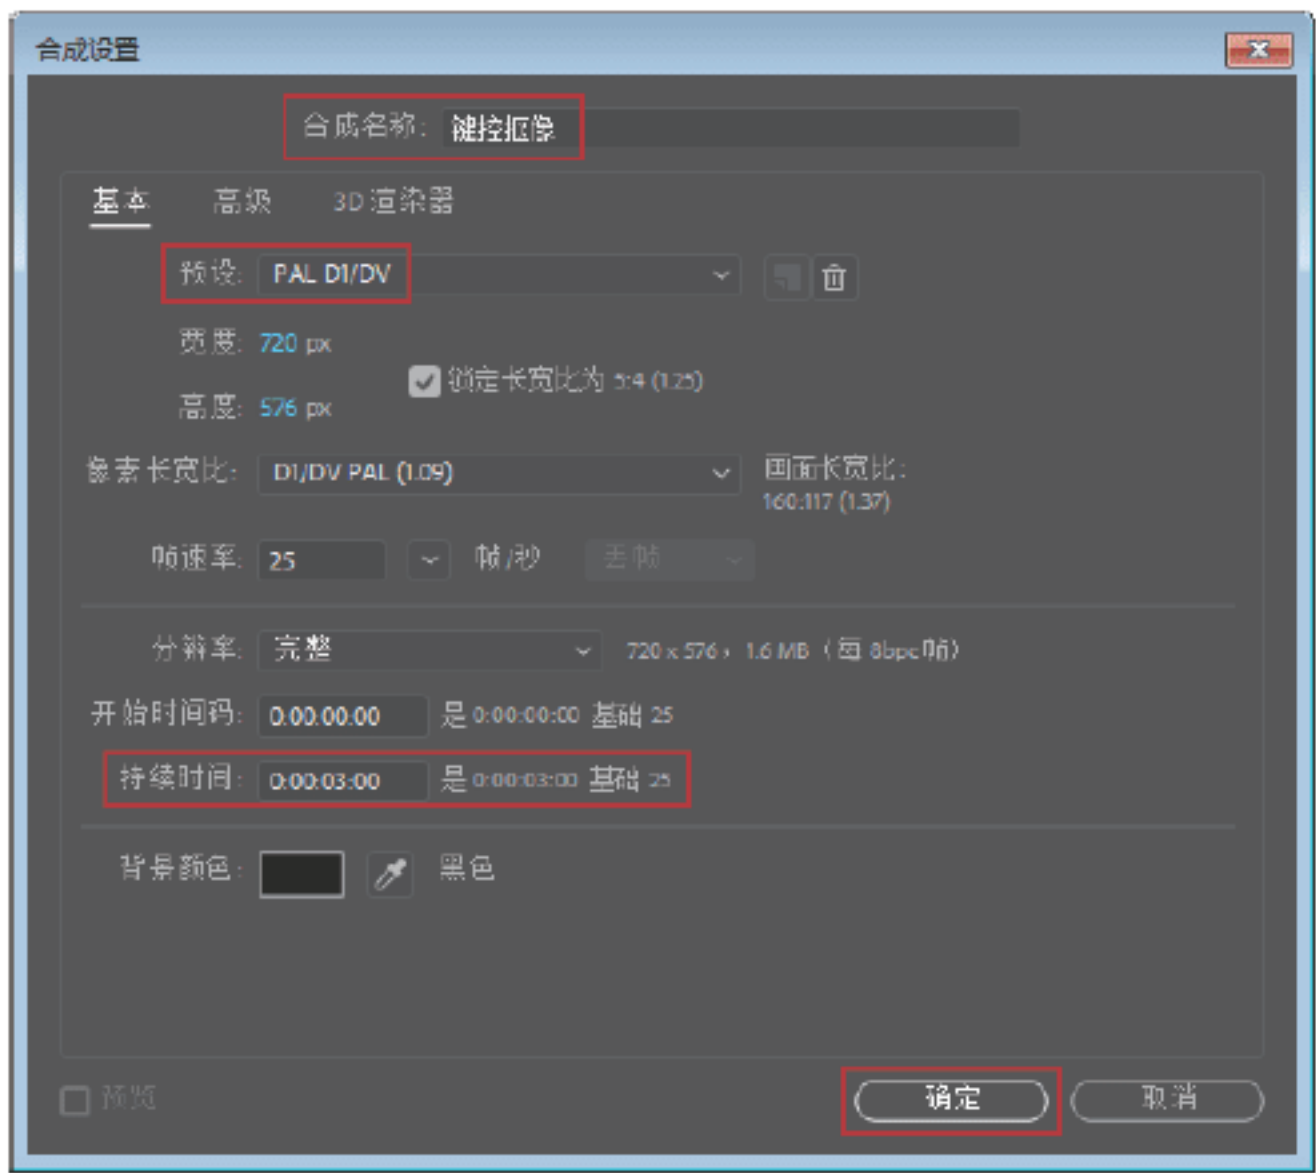 合成设置
合成名称: 键控抠像
基本 高级 3D 渲染器
预设: PAL D1/DV
宽度: 720 px
锁定长宽比为 5:4 (1.25)
高度: 576 px
像素长宽比: D1/DV PAL (1.09) 画面长宽比:
160:117 (1.37)
帧速率: 25 帧/秒 丢帧
分辨率: 完整 720 x 576, 1.6 MB (每 8bpc 帧)
开始时间码: 0:00:00:00 是 0:00:00:00 基础 25
持续时间: 0:00:03:00 是 0:00:03:00 基础 25
背景颜色: 黑色
预览 确定 取消